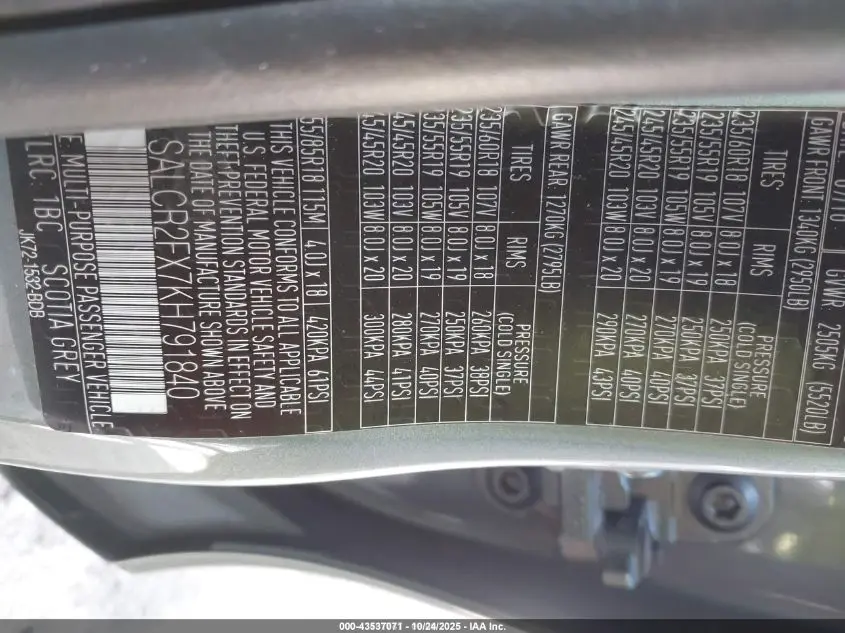 GVWR: 2505KG (5520LB)
GAWR FRONT: 1340KG (2950LB)
TIRES RIMS PRESSURE
(COLD SINGLE)
235/60R18 107V 8.0J x 18 250KPA 37PSI
235/55R19 105V 8.0J x 19 250KPA 37PSI
235/55R19 105W 8.0J x 19 270KPA 40PSI
245/45R20 103V 8.0J x 20 270KPA 40PSI
245/45R20 103W 8.0J x 20 290KPA 43PSI
GAWR REAR: 1270KG (2795LB)
TIRES RIMS PRESSURE
(COLD SINGLE)
235/60R18 107V 8.0J x 18 260KPA 38PSI
235/55R19 105V 8.0J x 19 250KPA 37PSI
35/55R19 105W 8.0J x 19 270KPA 40PSI
45/45R20 103V 8.0J x 20 280KPA 41PSI
45/45R20 103W 8.0J x 20 300KPA 44PSI
55/85R18 115M 4.0J x 18 420KPA 61PSI
THIS VEHICLE CONFORMS TO ALL APPLICABLE
U.S. FEDERAL MOTOR VEHICLE SAFETY AND
THEFT PREVENTION STANDARDS IN EFFECT ON
THE DATE OF MANUFACTURE SHOWN ABOVE
SALCR2FX7KH791840
E: MULTI-PURPOSE PASSENGER VEHICLE
LRC: 1BC SCOTIA GREY
JK72-1532-BDB
000-43537071 - 10/24/2025 - IAA Inc.